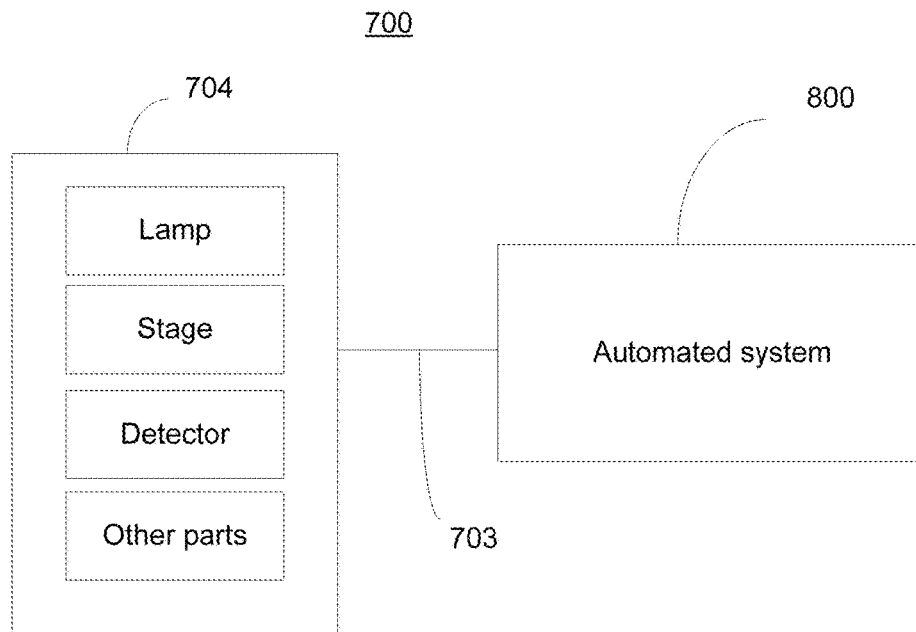 700
704
800
Lamp
Stage
Automated system
Detector
Other parts
703